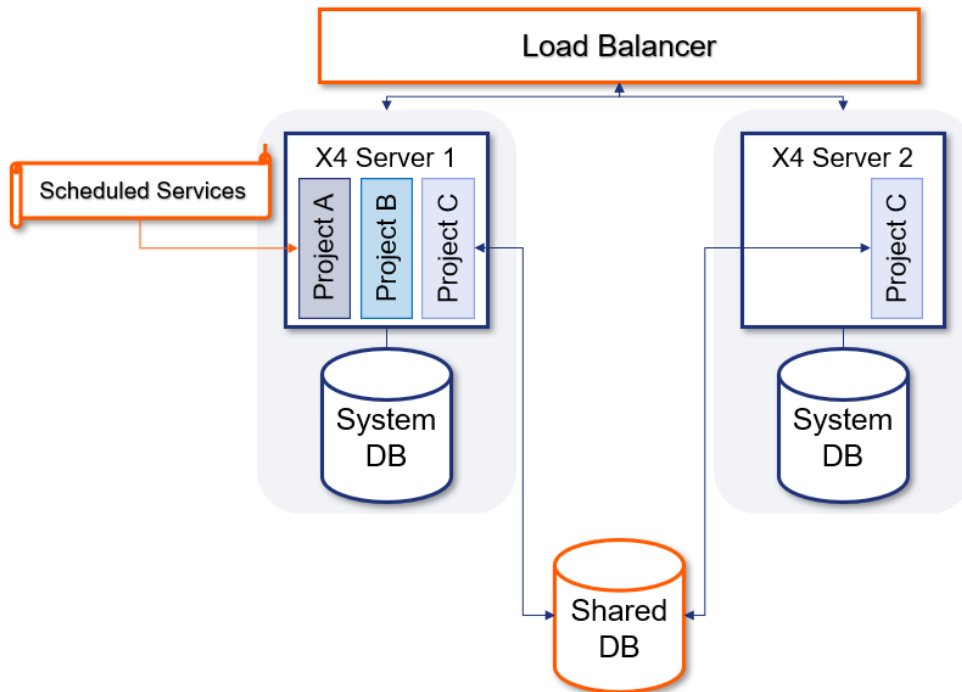 Load Balancer
X4 Server 1
X4 Server 2
Scheduled Services
Project A
Project B
Project C
Project C
System
DB
System
DB
Shared
DB